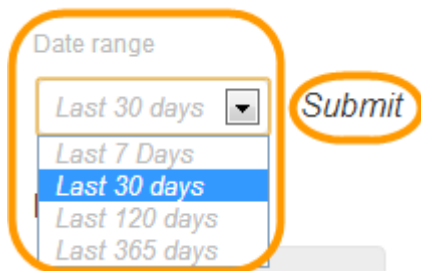 Date range
Last 30 days
Submit
Last 7 Days
Last 30 days
Last 120 days
Last 365 days